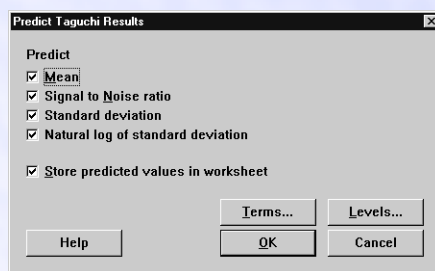 Predict Taguchi Results
Predict
Mean
Signal to Noise ratio
Standard deviation
Natural log of standard deviation
Store predicted values in worksheet
Terms... Levels...
Help OK Cancel